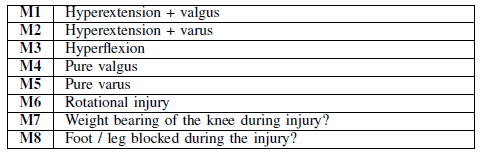 M1 Hyperextension + valgus
M2 Hyperextension + varus
M3 Hyperflexion
M4 Pure valgus
M5 Pure varus
M6 Rotational injury
M7 Weight bearing of the knee during injury?
M8 Foot / leg blocked during the injury?